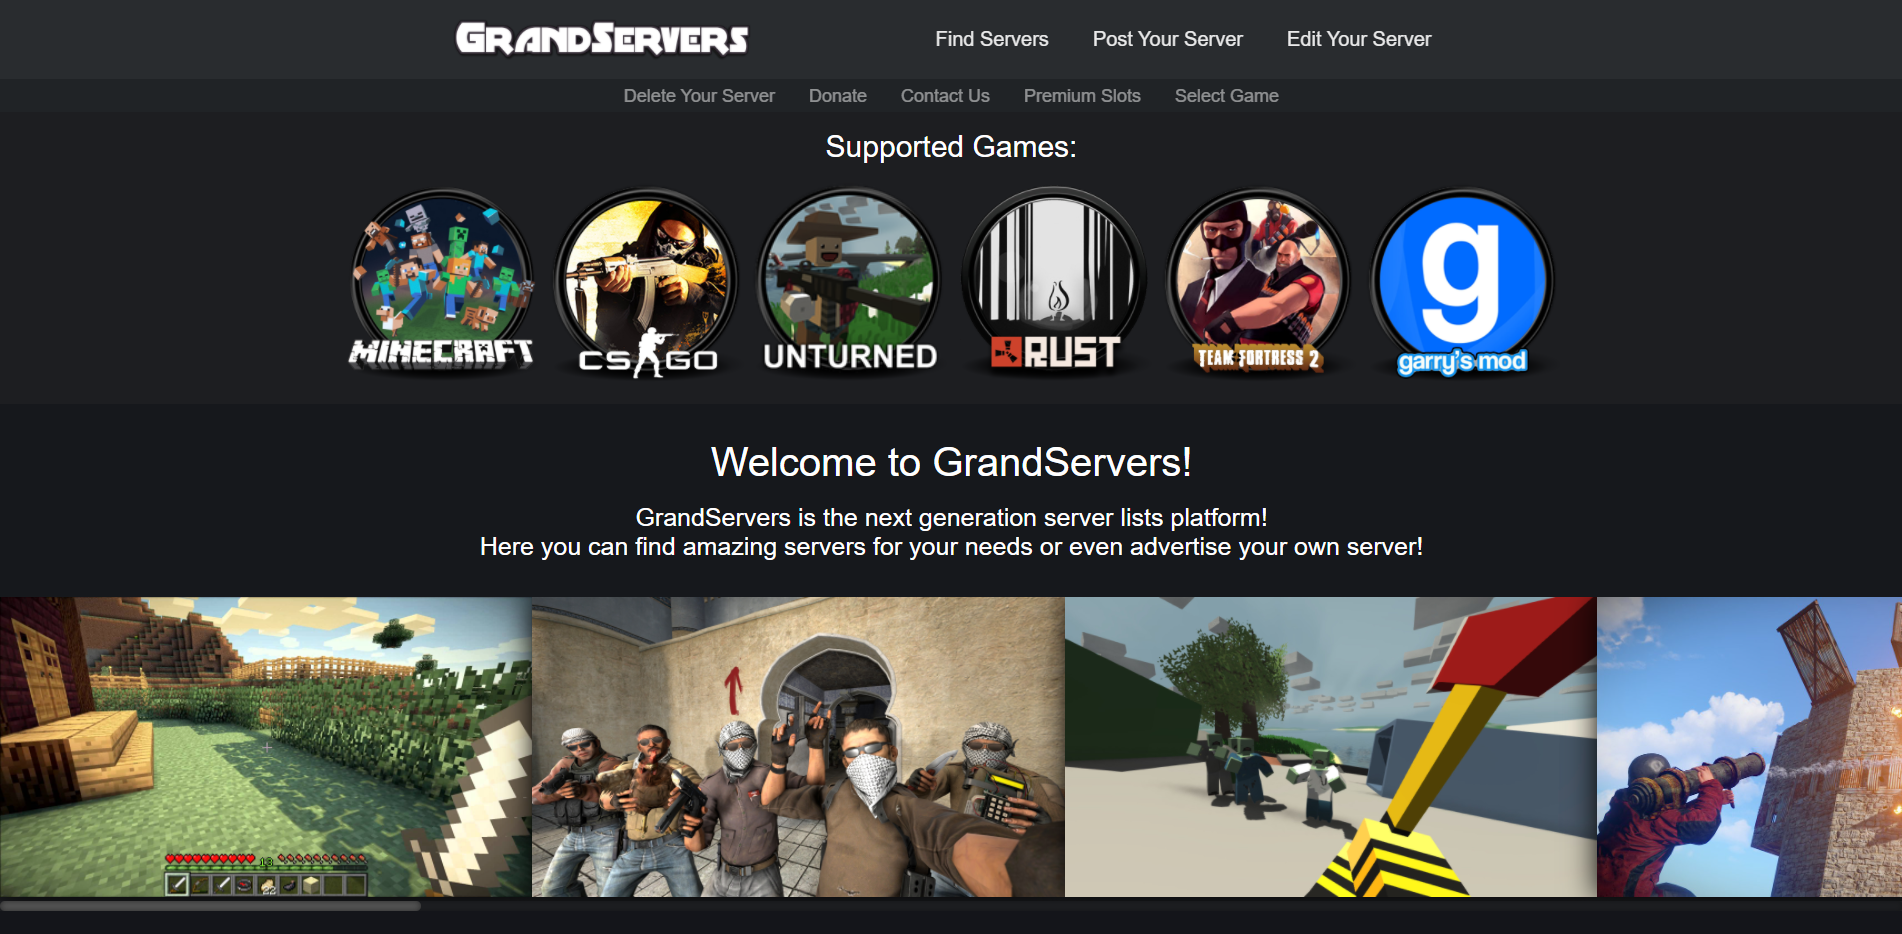 GRANDSERVERS
Find Servers Post Your Server Edit Your Server
Delete Your Server Donate Contact Us Premium Slots Select Game
Supported Games:
MINECRAFT
CS GO
UNTURNED
RUST
TEAM FORTRESS 2
g
garry's mod
Welcome to GrandServers!
GrandServers is the next generation server lists platform!
Here you can find amazing servers for your needs or even advertise your own server!
13
22